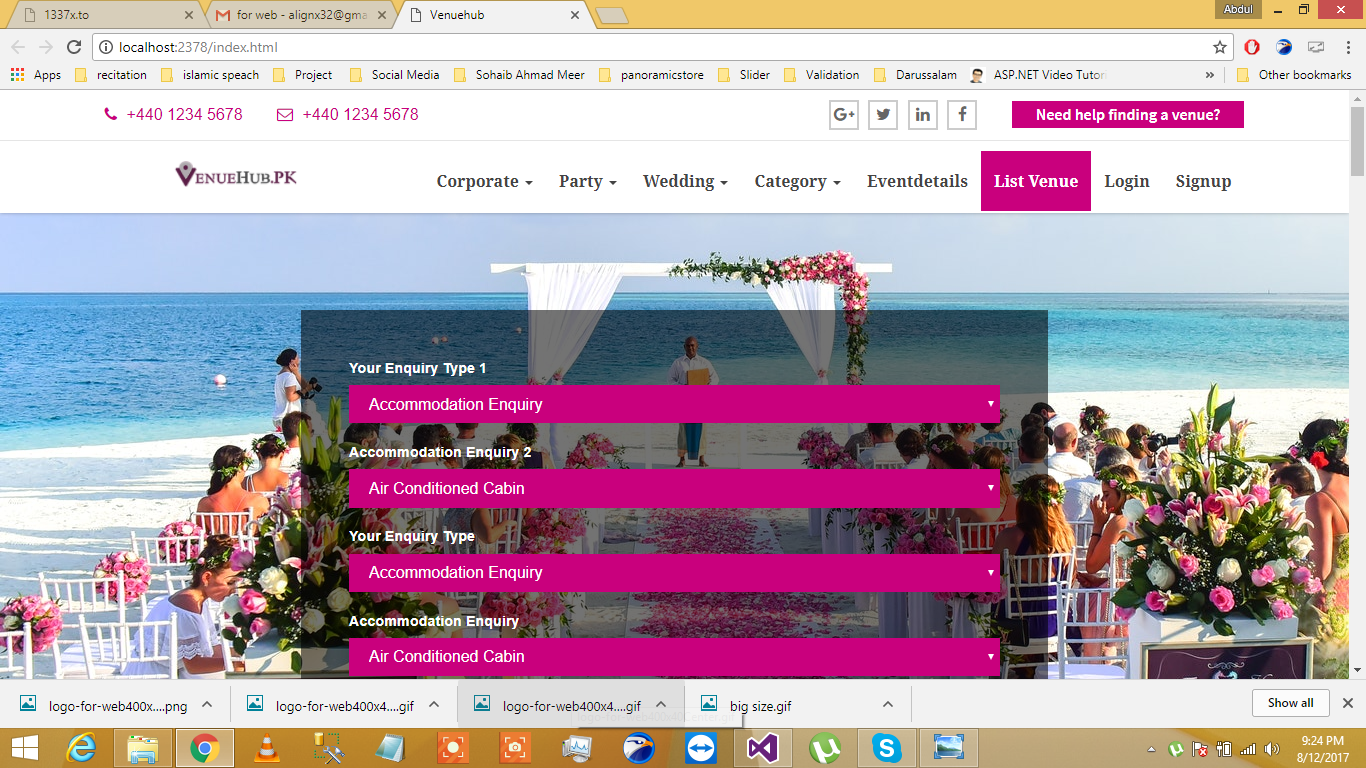 1337x.to
for web - alignx32@gma
Venuehub
Abdul
localhost:2378/index.html
Apps
recitation
islamic speach
Project
Social Media
Sohaib Ahmad Meer
panoramicstore
Slider
Validation
Darussalam
ASP.NET Video Tutor
»
Other bookmarks
+440 1234 5678
+440 1234 5678
G+
in
f
Need help finding a venue?
VENUEHUB.PK
Corporate
Party
Wedding
Category
Eventdetails
List Venue
Login
Signup
Your Enquiry Type 1
Accommodation Enquiry
Accommodation Enquiry 2
Air Conditioned Cabin
Your Enquiry Type
Accommodation Enquiry
Accommodation Enquiry
Air Conditioned Cabin
logo-for-web400x....png
logo-for-web400x4....gif
logo-for-web400x4....gif
big size.gif
Show all
9:24 PM
8/12/2017